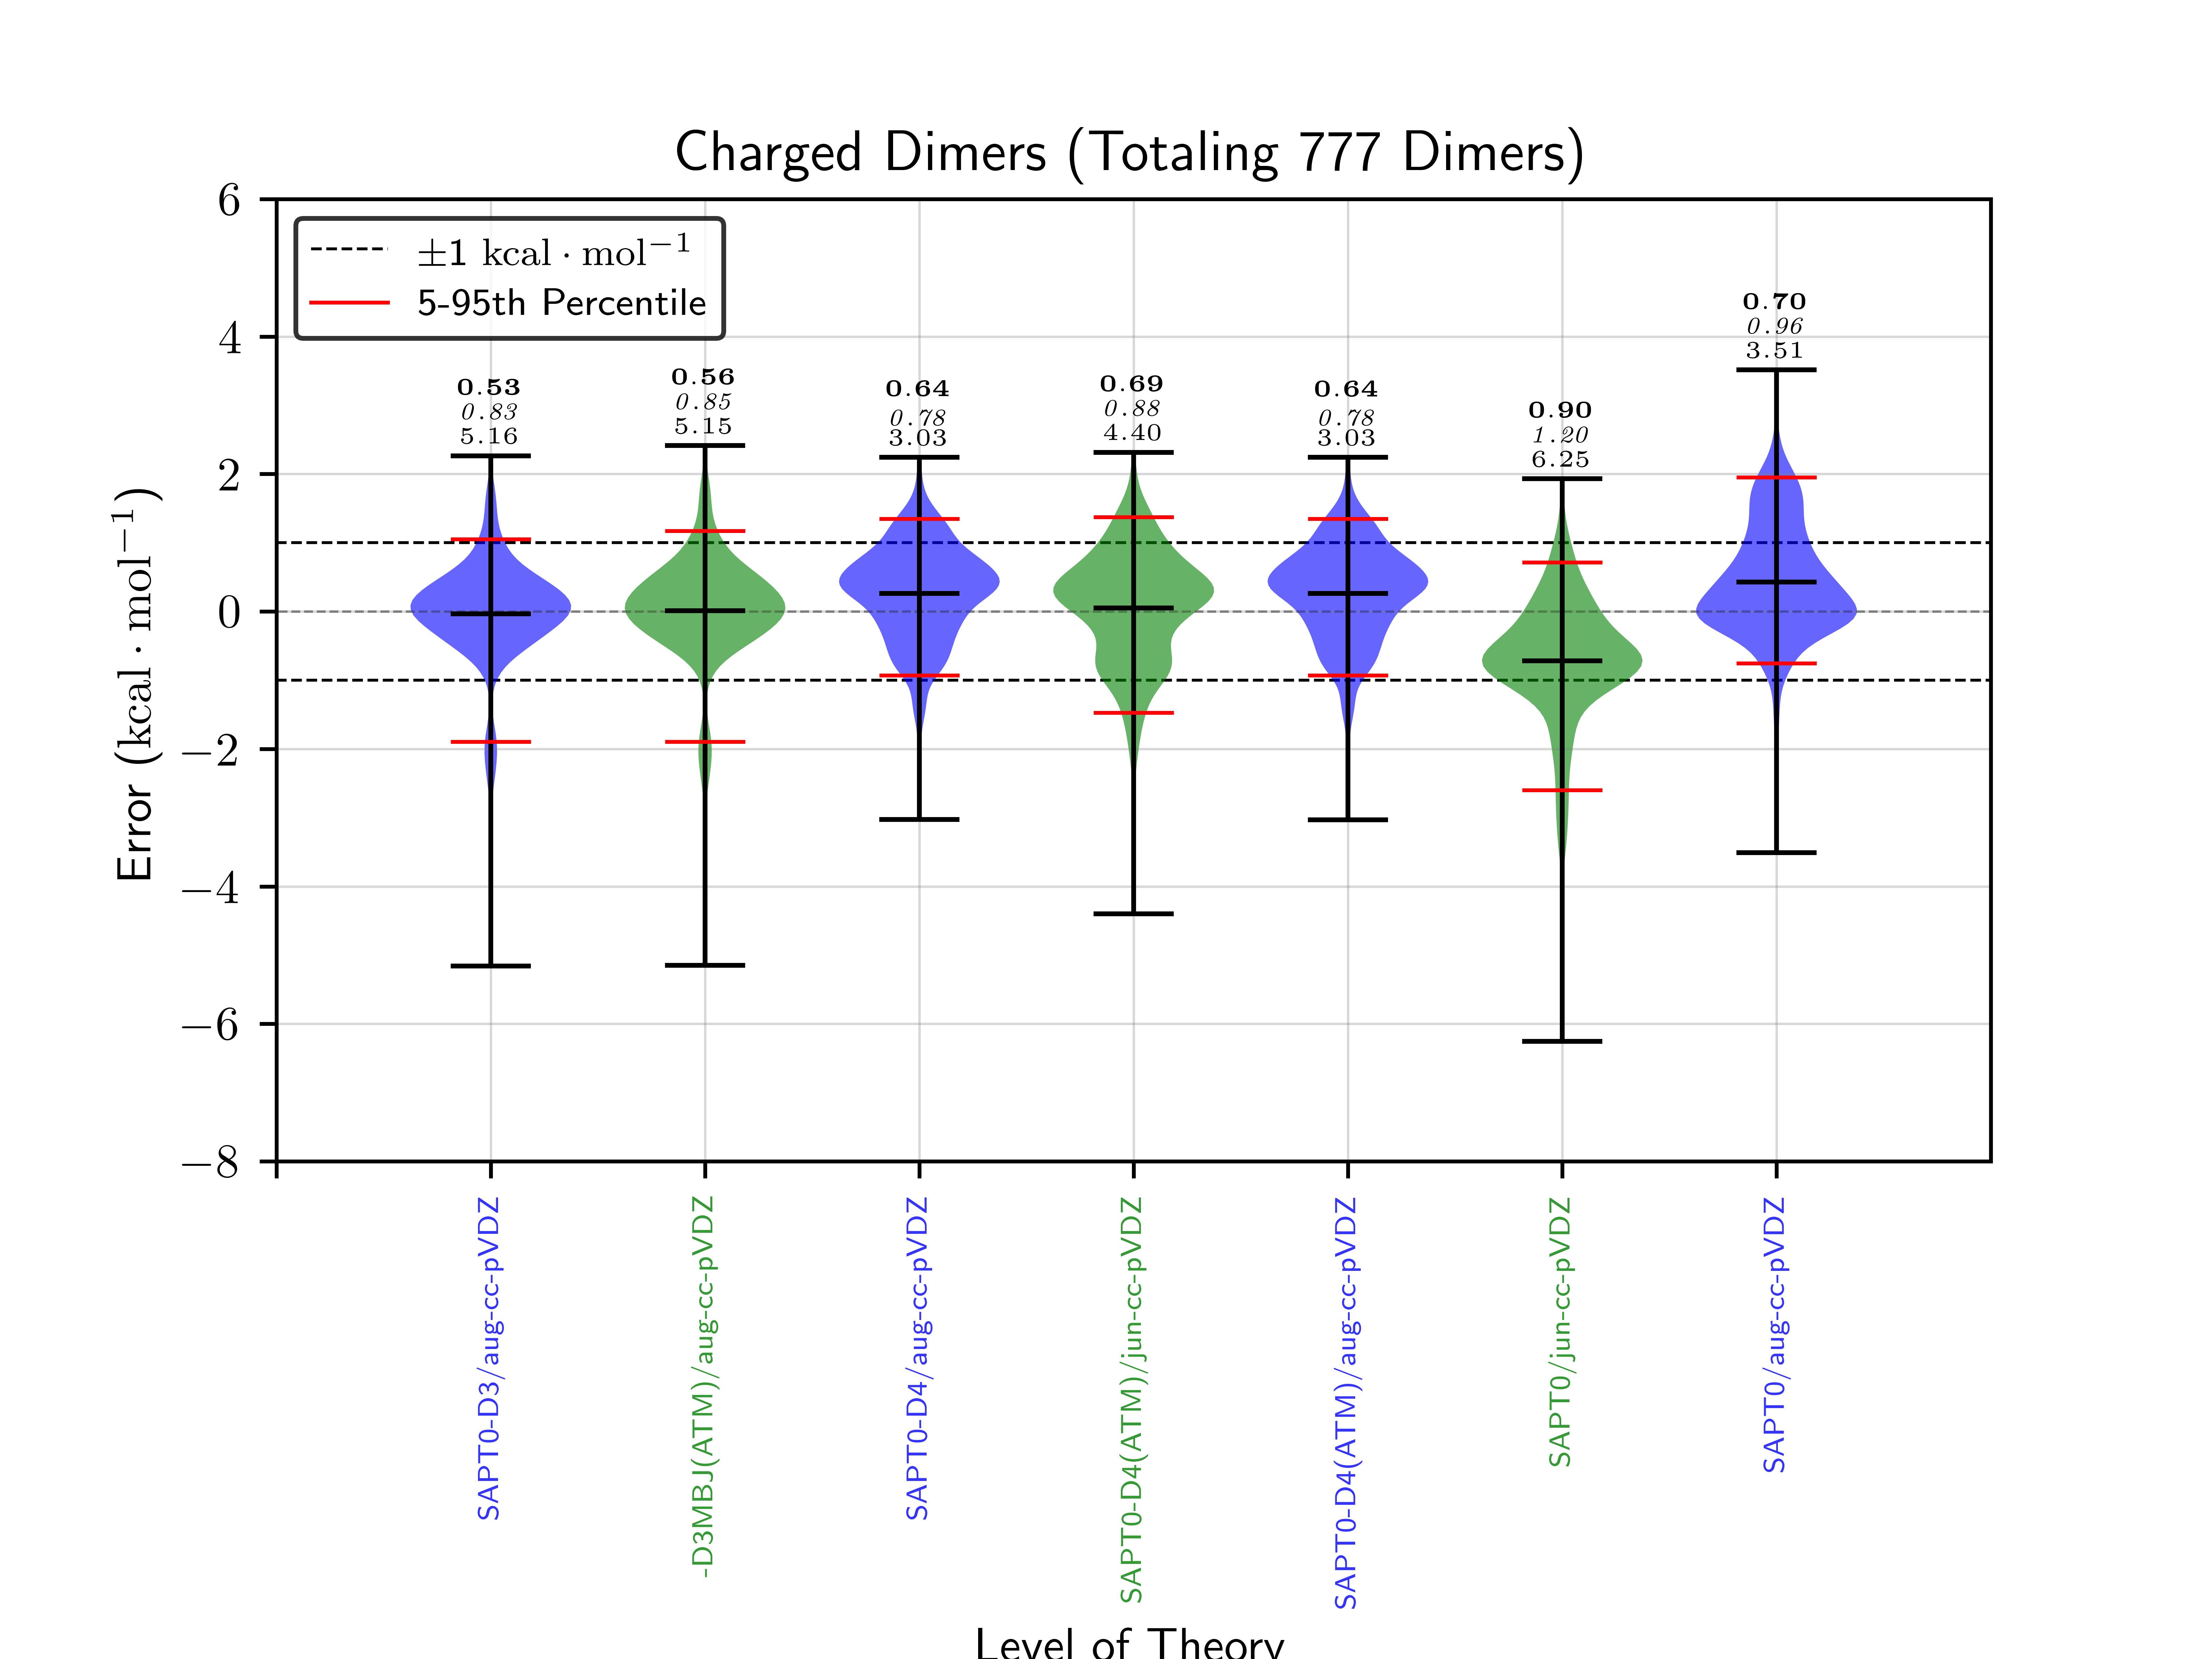 Charged Dimers (Totaling 777 Dimers)
6
4
2
0
−2
−4
−6
−8
Error (kcal · mol⁻¹)
±1 kcal · mol⁻¹
5-95th Percentile
0.53
0.83
5.16
0.56
0.85
5.15
0.64
0.78
3.03
0.69
0.88
4.40
0.64
0.78
3.03
0.90
1.20
6.25
0.70
0.96
3.51
SAPT0-D3/aug-cc-pVDZ
-D3MBJ(ATM)/aug-cc-pVDZ
SAPT0-D4/aug-cc-pVDZ
SAPT0-D4(ATM)/jun-cc-pVDZ
SAPT0-D4(ATM)/aug-cc-pVDZ
SAPT0/jun-cc-pVDZ
SAPT0/aug-cc-pVDZ
Level of Theory